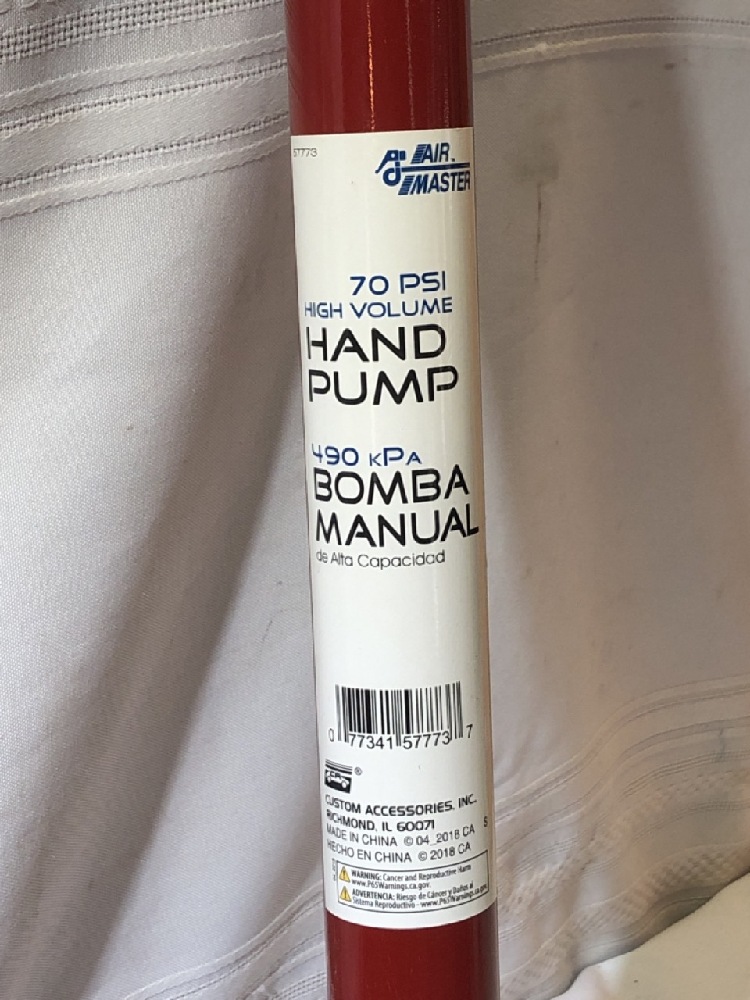 57773
AIR
MASTER
70 PSI
HIGH VOLUME
HAND
PUMP
490 kPa
BOMBA
MANUAL
de Alta Capacidad
0 77341 57773 7
®
CUSTOM ACCESSORIES, INC.
RICHMOND, IL 60071 S
MADE IN CHINA © 04_2018 CA
HECHO EN CHINA © 2018 CA
WARNING: Cancer and Reproductive Harm
www.P65Warnings.ca.gov.
ADVERTENCIA: Riesgo de Cáncer y Daños al
Sistema Reproductivo - www.P65Warnings.ca.gov